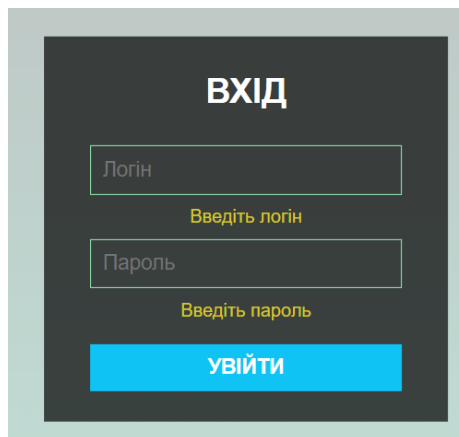 ВХІД
Логін
Введіть логін
Пароль
Введіть пароль
УВІЙТИ